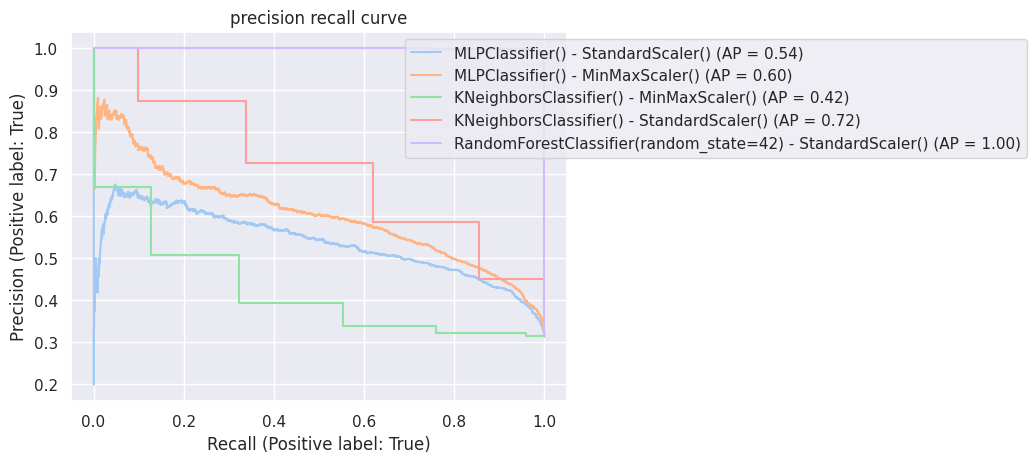 precision recall curve
MLPClassifier() - StandardScaler() (AP = 0.54)
MLPClassifier() - MinMaxScaler() (AP = 0.60)
KNeighborsClassifier() - MinMaxScaler() (AP = 0.42)
KNeighborsClassifier() - StandardScaler() (AP = 0.72)
RandomForestClassifier(random_state=42) - StandardScaler() (AP = 1.00)
Precision (Positive label: True)
1.0
0.9
0.8
0.7
0.6
0.5
0.4
0.3
0.2
0.0 0.2 0.4 0.6 0.8 1.0
Recall (Positive label: True)